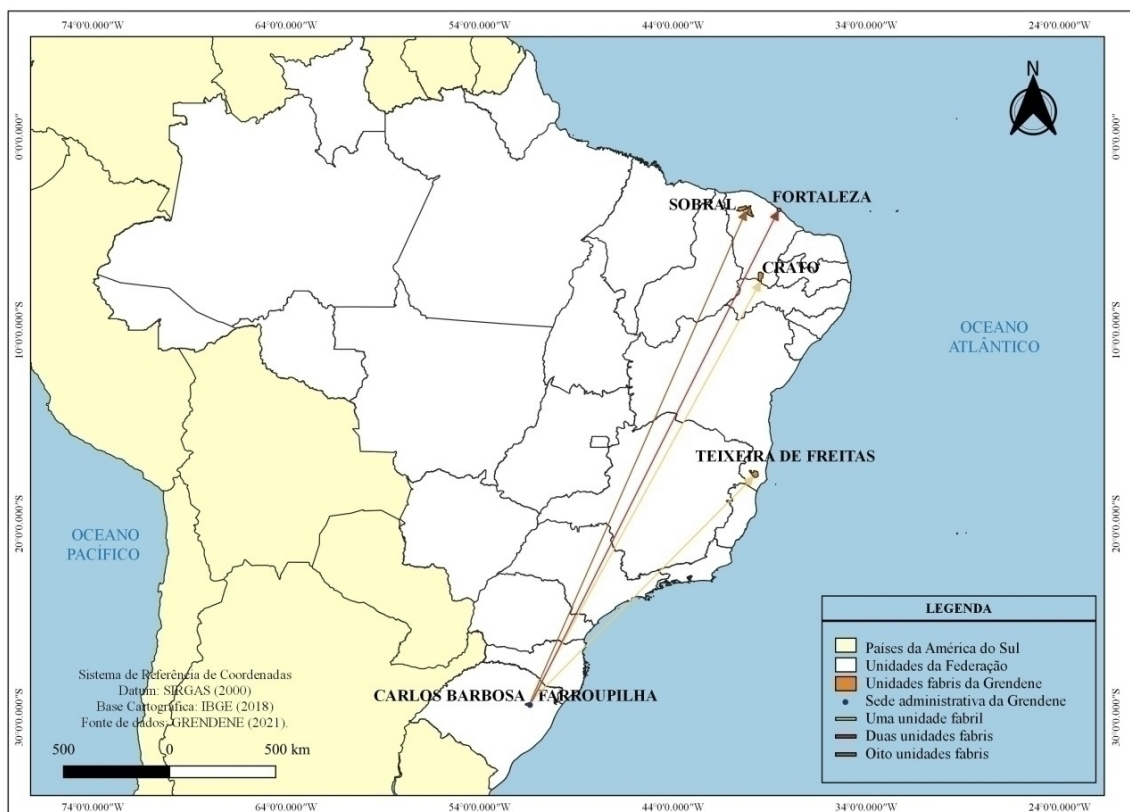 74°0'0.000"W
64°0'0.000"W
54°0'0.000"W
44°0'0.000"W
34°0'0.000"W
24°0'0.000"W
N
0°0'0.000"
0°0'0.000"
SOBRAL
FORTALEZA
CRATO
10°0'0.000"S
10°0'0.000"S
OCEANO
ATLÂNTICO
TEIXEIRA DE FREITAS
20°0'0.000"S
20°0'0.000"S
OCEANO
PACÍFICO
LEGENDA
Países da América do Sul
Unidades da Federação
Unidades fabris da Grendene
Sede administrativa da Grendene
Uma unidade fabril
Duas unidades fabris
Oito unidades fabris
CARLOS BARBOSA
FARROUPILHA
Sistema de Referência de Coordenadas
Datum: SIRGAS (2000)
Base Cartográfica: IBGE (2018)
Fonte de dados: GRENDENE (2021).
30°0'0.000"S
30°0'0.000"S
500 0 500 km
74°0'0.000"W
64°0'0.000"W
54°0'0.000"W
44°0'0.000"W
34°0'0.000"W
24°0'0.000"W